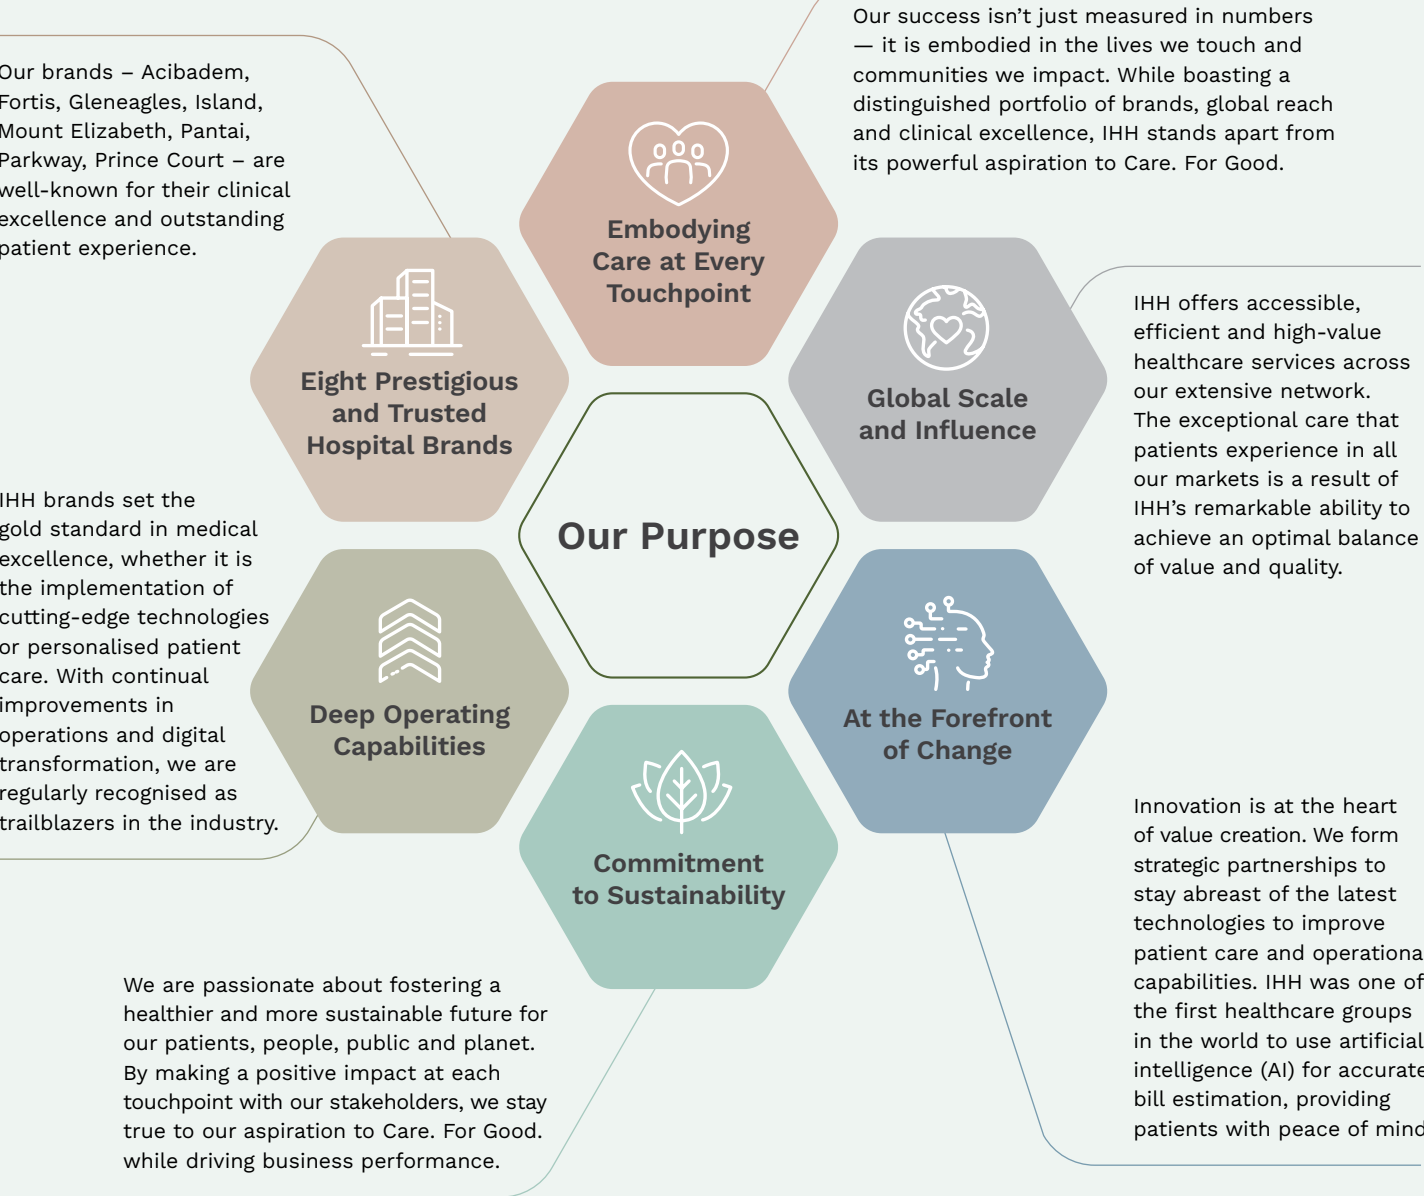 Our success isn't just measured in numbers
— it is embodied in the lives we touch and
communities we impact. While boasting a
distinguished portfolio of brands, global reach
and clinical excellence, IHH stands apart from
its powerful aspiration to Care. For Good.
Our brands – Acibadem,
Fortis, Gleneagles, Island,
Mount Elizabeth, Pantai,
Parkway, Prince Court – are
well-known for their clinical
excellence and outstanding
patient experience.
Embodying
Care at Every
Touchpoint
Eight Prestigious
and Trusted
Hospital Brands
Global Scale
and Influence
IHH offers accessible,
efficient and high-value
healthcare services across
our extensive network.
The exceptional care that
patients experience in all
our markets is a result of
IHH's remarkable ability to
achieve an optimal balance
of value and quality.
Our Purpose
IHH brands set the
gold standard in medical
excellence, whether it is
the implementation of
cutting-edge technologies
or personalised patient
care. With continual
improvements in
operations and digital
transformation, we are
regularly recognised as
trailblazers in the industry.
Deep Operating
Capabilities
At the Forefront
of Change
Commitment
to Sustainability
Innovation is at the heart
of value creation. We form
strategic partnerships to
stay abreast of the latest
technologies to improve
patient care and operationa
capabilities. IHH was one of
the first healthcare groups
in the world to use artificial
intelligence (AI) for accurate
bill estimation, providing
patients with peace of mind
We are passionate about fostering a
healthier and more sustainable future for
our patients, people, public and planet.
By making a positive impact at each
touchpoint with our stakeholders, we stay
true to our aspiration to Care. For Good.
while driving business performance.